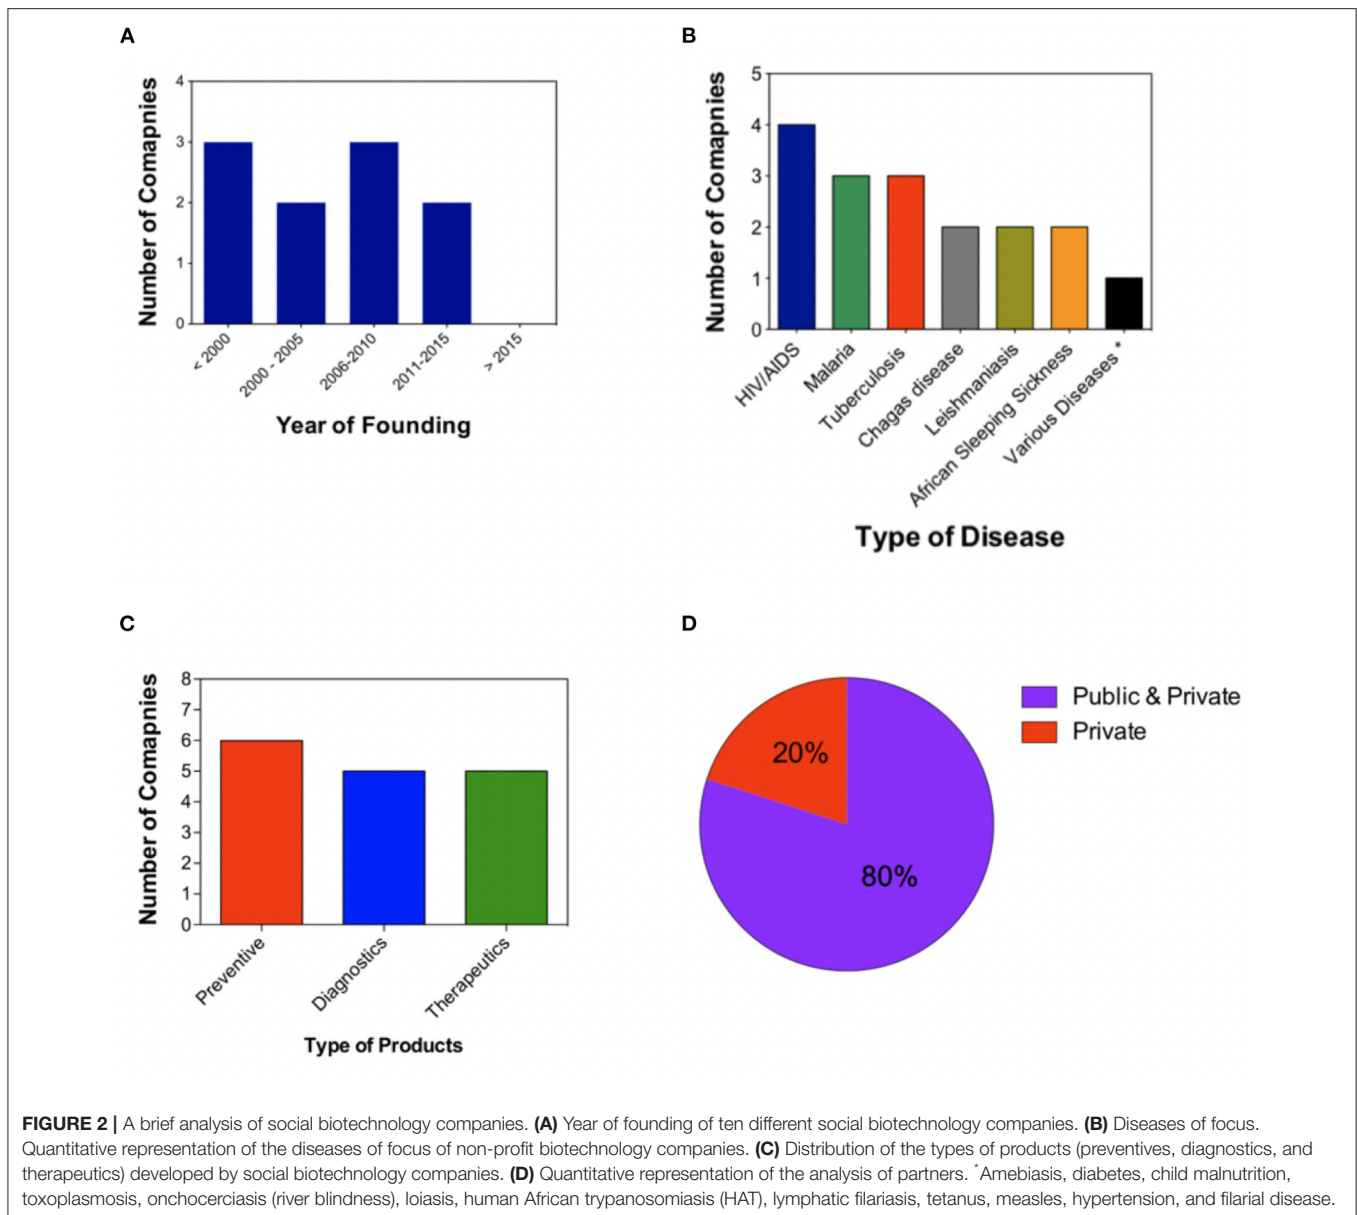 A
Number of Comapnies
4
3
2
1
0
< 2000
2000 - 2005
2006-2010
2011-2015
> 2015
Year of Founding
B
Number of Comapnies
5
4
3
2
1
0
HIV/AIDS
Malaria
Tuberculosis
Chagas disease
Leishmaniasis
African Sleeping Sickness
Various Diseases *
Type of Disease
C
Number of Comapnies
8
7
6
5
4
3
2
1
0
Preventive
Diagnostics
Therapeutics
Type of Products
D
20%
80%
Public & Private
Private
FIGURE 2 | A brief analysis of social biotechnology companies. (A) Year of founding of ten different social biotechnology companies. (B) Diseases of focus.
Quantitative representation of the diseases of focus of non-profit biotechnology companies. (C) Distribution of the types of products (preventives, diagnostics, and
therapeutics) developed by social biotechnology companies. (D) Quantitative representation of the analysis of partners. *Amebiasis, diabetes, child malnutrition,
toxoplasmosis, onchocerciasis (river blindness), loiasis, human African trypanosomiasis (HAT), lymphatic filariasis, tetanus, measles, hypertension, and filarial disease.